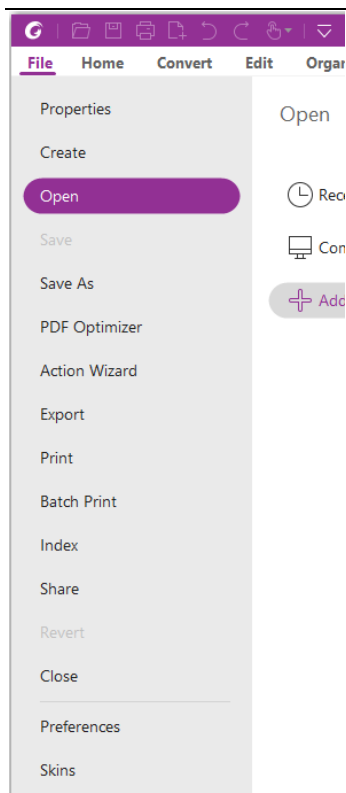 File Home Convert Edit
Properties
Create
Open
Save
Save As
PDF Optimizer
Action Wizard
Export
Print
Batch Print
Index
Share
Revert
Close
Preferences
Skins
Open
Add